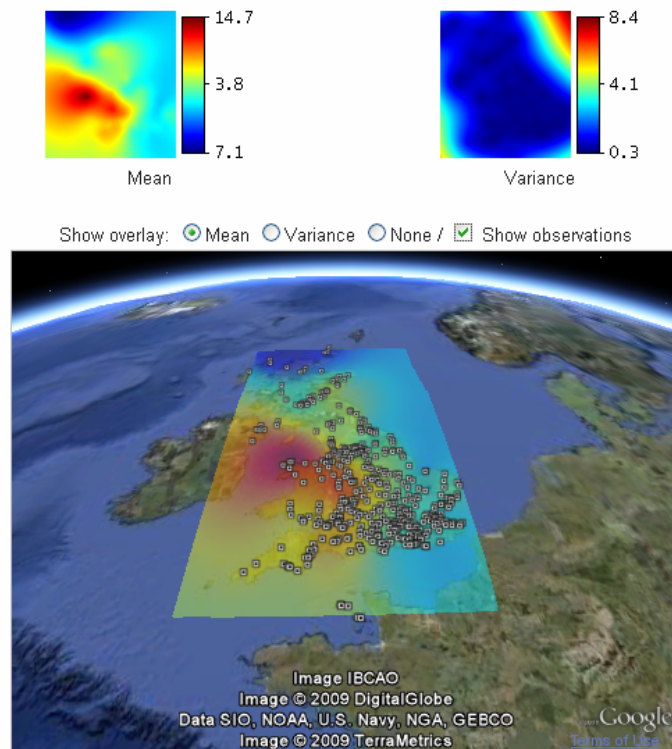 14.7 8.4
3.8 4.1
7.1 0.3
Mean Variance
Show overlay: Mean Variance None / Show observations
Image IBCAO
Image © 2009 DigitalGlobe
Data SIO, NOAA, U.S. Navy, NGA, GEBCO
Google
Image © 2009 TerraMetrics
Terms of Use